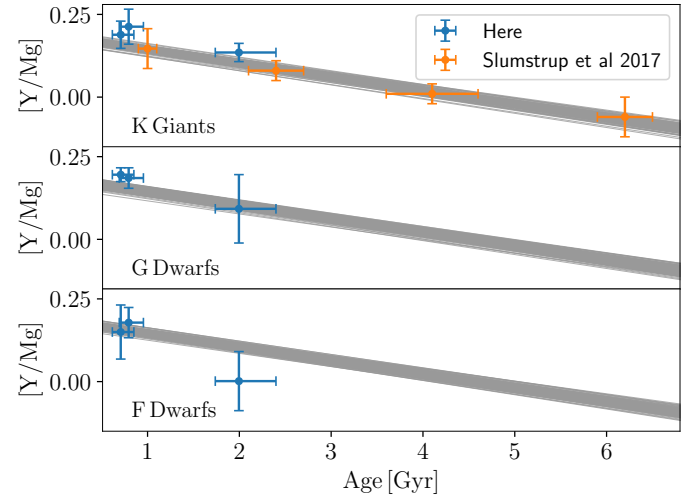 0.25
Here
Slumstrup et al 2017
[Y/Mg]
0.00
K Giants
0.25
[Y/Mg]
0.00
G Dwarfs
0.25
[Y/Mg]
0.00
F Dwarfs
1 2 3 4 5 6
Age [Gyr]